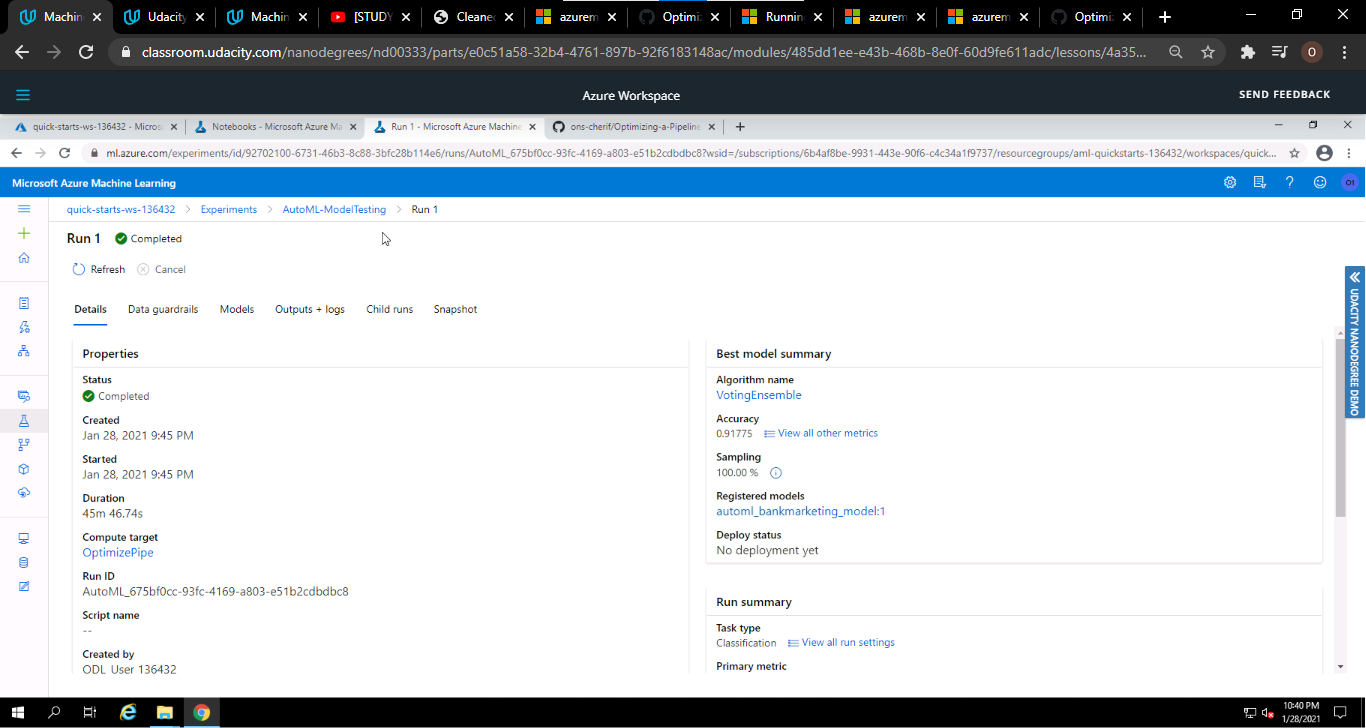 Machin
Udacity
Machin
[STUDY
Cleaned
azurem
Optimiz
Running
azurem
azurem
Optimiz
classroom.udacity.com/nanodegrees/nd00333/parts/e0c51a58-32b4-4761-897b-92f6183148ac/modules/485dd1ee-e43b-468b-8e0f-60d9fe611adc/lessons/4a35...
O
Azure Workspace
SEND FEEDBACK
quick-starts-ws-136432 - Micros
Notebooks - Microsoft Azure Ma
Run 1 - Microsoft Azure Machine
ons-cherif/Optimizing-a-Pipeline
ml.azure.com/experiments/id/92702100-6731-46b3-8c88-3bfc28b114e6/runs/AutoML_675bf0cc-93fc-4169-a803-e51b2cdbdbc8?wsid=/subscriptions/6b4af8be-9931-443e-90f6-c4c34a1f9737/resourcegroups/aml-quickstarts-136432/workspaces/quick...
Microsoft Azure Machine Learning
? OI
quick-starts-ws-136432 > Experiments > AutoML-ModelTesting > Run 1
Run 1 Completed
Refresh Cancel
Details Data guardrails Models Outputs + logs Child runs Snapshot
UDACITY NANODEGREE DEMO
Properties
Status
Completed
Created
Jan 28, 2021 9:45 PM
Started
Jan 28, 2021 9:45 PM
Duration
45m 46.74s
Compute target
OptimizePipe
Run ID
AutoML_675bf0cc-93fc-4169-a803-e51b2cdbdbc8
Script name
--
Created by
ODL_User 136432
Best model summary
Algorithm name
VotingEnsemble
Accuracy
0.91775 View all other metrics
Sampling
100.00 %
Registered models
automl_bankmarketing_model:1
Deploy status
No deployment yet
Run summary
Task type
Classification View all run settings
Primary metric
10:40 PM
1/28/2021